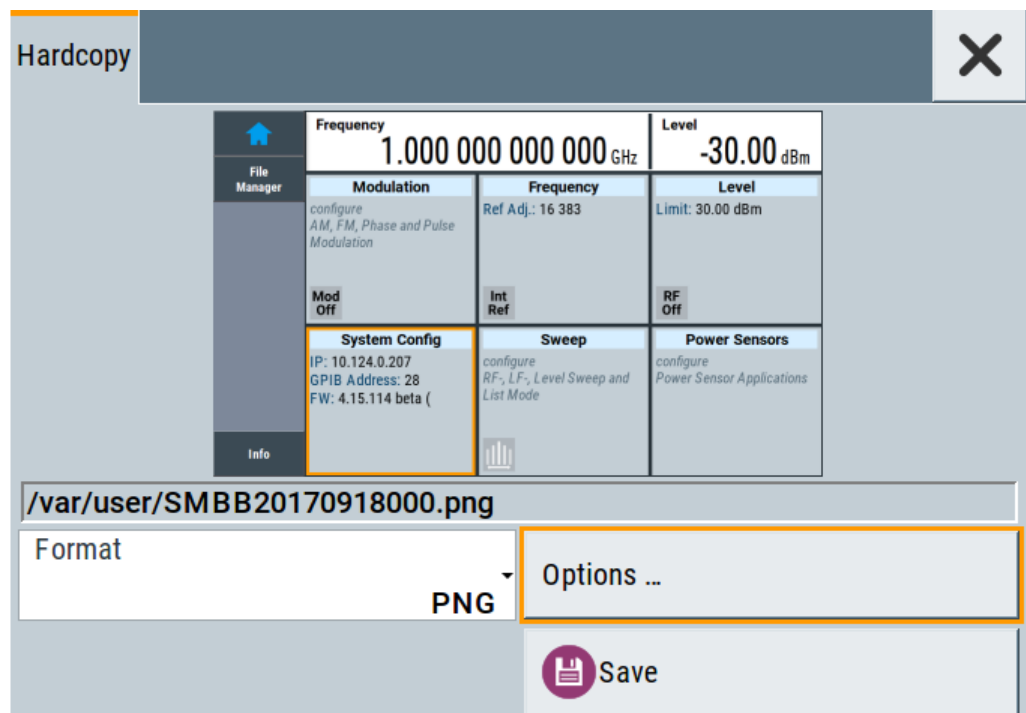 Hardcopy
Frequency
1.000 000 000 000 GHz
Level
-30.00 dBm
File
Manager
Modulation
configure
AM, FM, Phase and Pulse
Modulation
Mod
Off
Frequency
Ref Adj.: 16 383
Int
Ref
Level
Limit: 30.00 dBm
RF
Off
System Config
IP: 10.124.0.207
GPIB Address: 28
FW: 4.15.114 beta (
Sweep
configure
RF-, LF-, Level Sweep and
List Mode
Power Sensors
configure
Power Sensor Applications
Info
/var/user/SMBB20170918000.png
Format
PNG
Options ...
Save